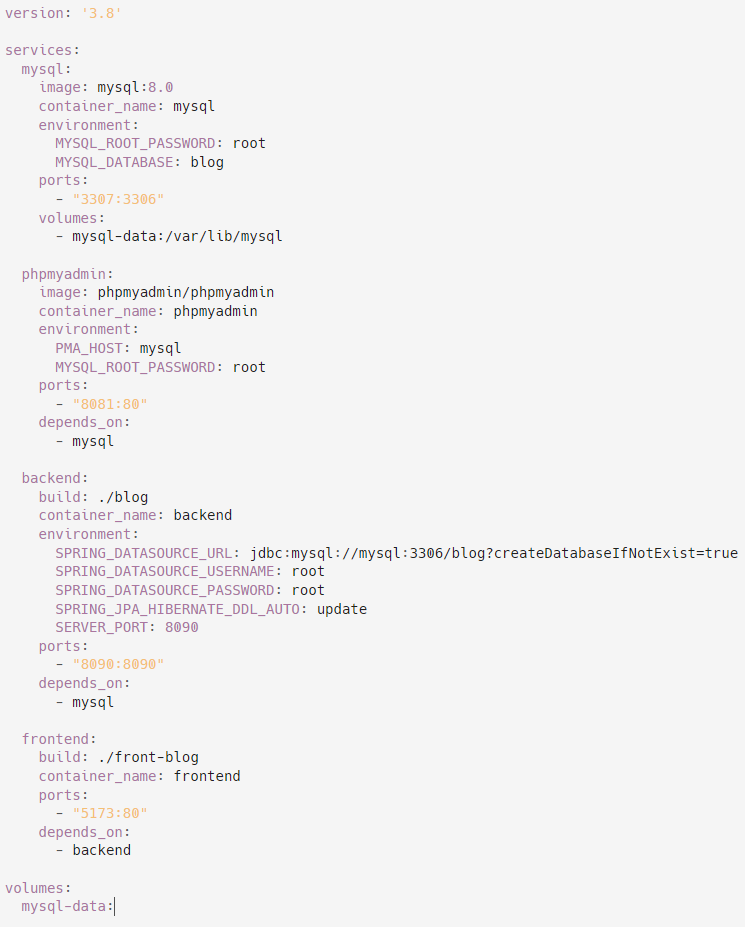 version: '3.8'

services:
  mysql:
    image: mysql:8.0
    container_name: mysql
    environment:
      MYSQL_ROOT_PASSWORD: root
      MYSQL_DATABASE: blog
    ports:
      - "3307:3306"
    volumes:
      - mysql-data:/var/lib/mysql

  phpmyadmin:
    image: phpmyadmin/phpmyadmin
    container_name: phpmyadmin
    environment:
      PMA_HOST: mysql
      MYSQL_ROOT_PASSWORD: root
    ports:
      - "8081:80"
    depends_on:
      - mysql

  backend:
    build: ./blog
    container_name: backend
    environment:
      SPRING_DATASOURCE_URL: jdbc:mysql://mysql:3306/blog?createDatabaseIfNotExist=true
      SPRING_DATASOURCE_USERNAME: root
      SPRING_DATASOURCE_PASSWORD: root
      SPRING_JPA_HIBERNATE_DDL_AUTO: update
      SERVER_PORT: 8090
    ports:
      - "8090:8090"
    depends_on:
      - mysql

  frontend:
    build: ./front-blog
    container_name: frontend
    ports:
      - "5173:80"
    depends_on:
      - backend

volumes:
  mysql-data: